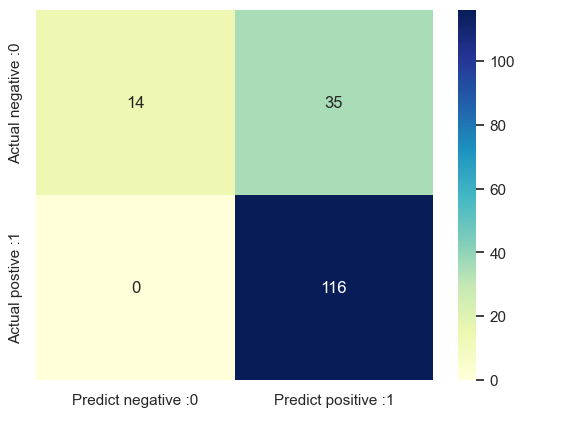 Actual negative :0
14
35
Actual postive :1
0
116
Predict negative :0
Predict positive :1
100
80
60
40
20
0